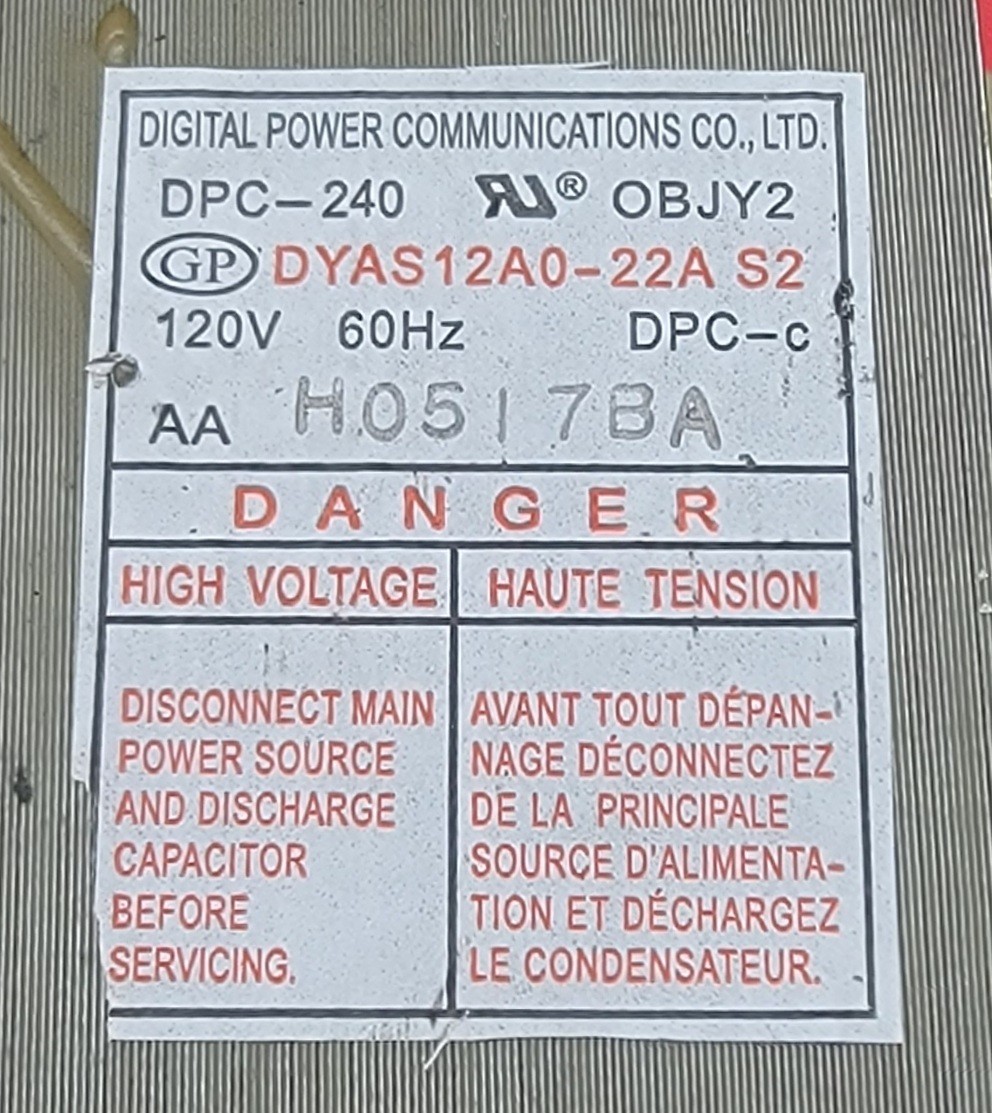 DIGITAL POWER COMMUNICATIONS CO., LTD.
DPC-240 RU® OBJY2
GP DYAS12A0-22A S2
120V 60Hz DPC-c
AA H0517BA
DANGER
HIGH VOLTAGE
DISCONNECT MAIN
POWER SOURCE
AND DISCHARGE
CAPACITOR
BEFORE
SERVICING.
HAUTE TENSION
AVANT TOUT DÉPAN-
NAGE DÉCONNECTEZ
DE LA PRINCIPALE
SOURCE D'ALIMENTA-
TION ET DÉCHARGEZ
LE CONDENSATEUR.